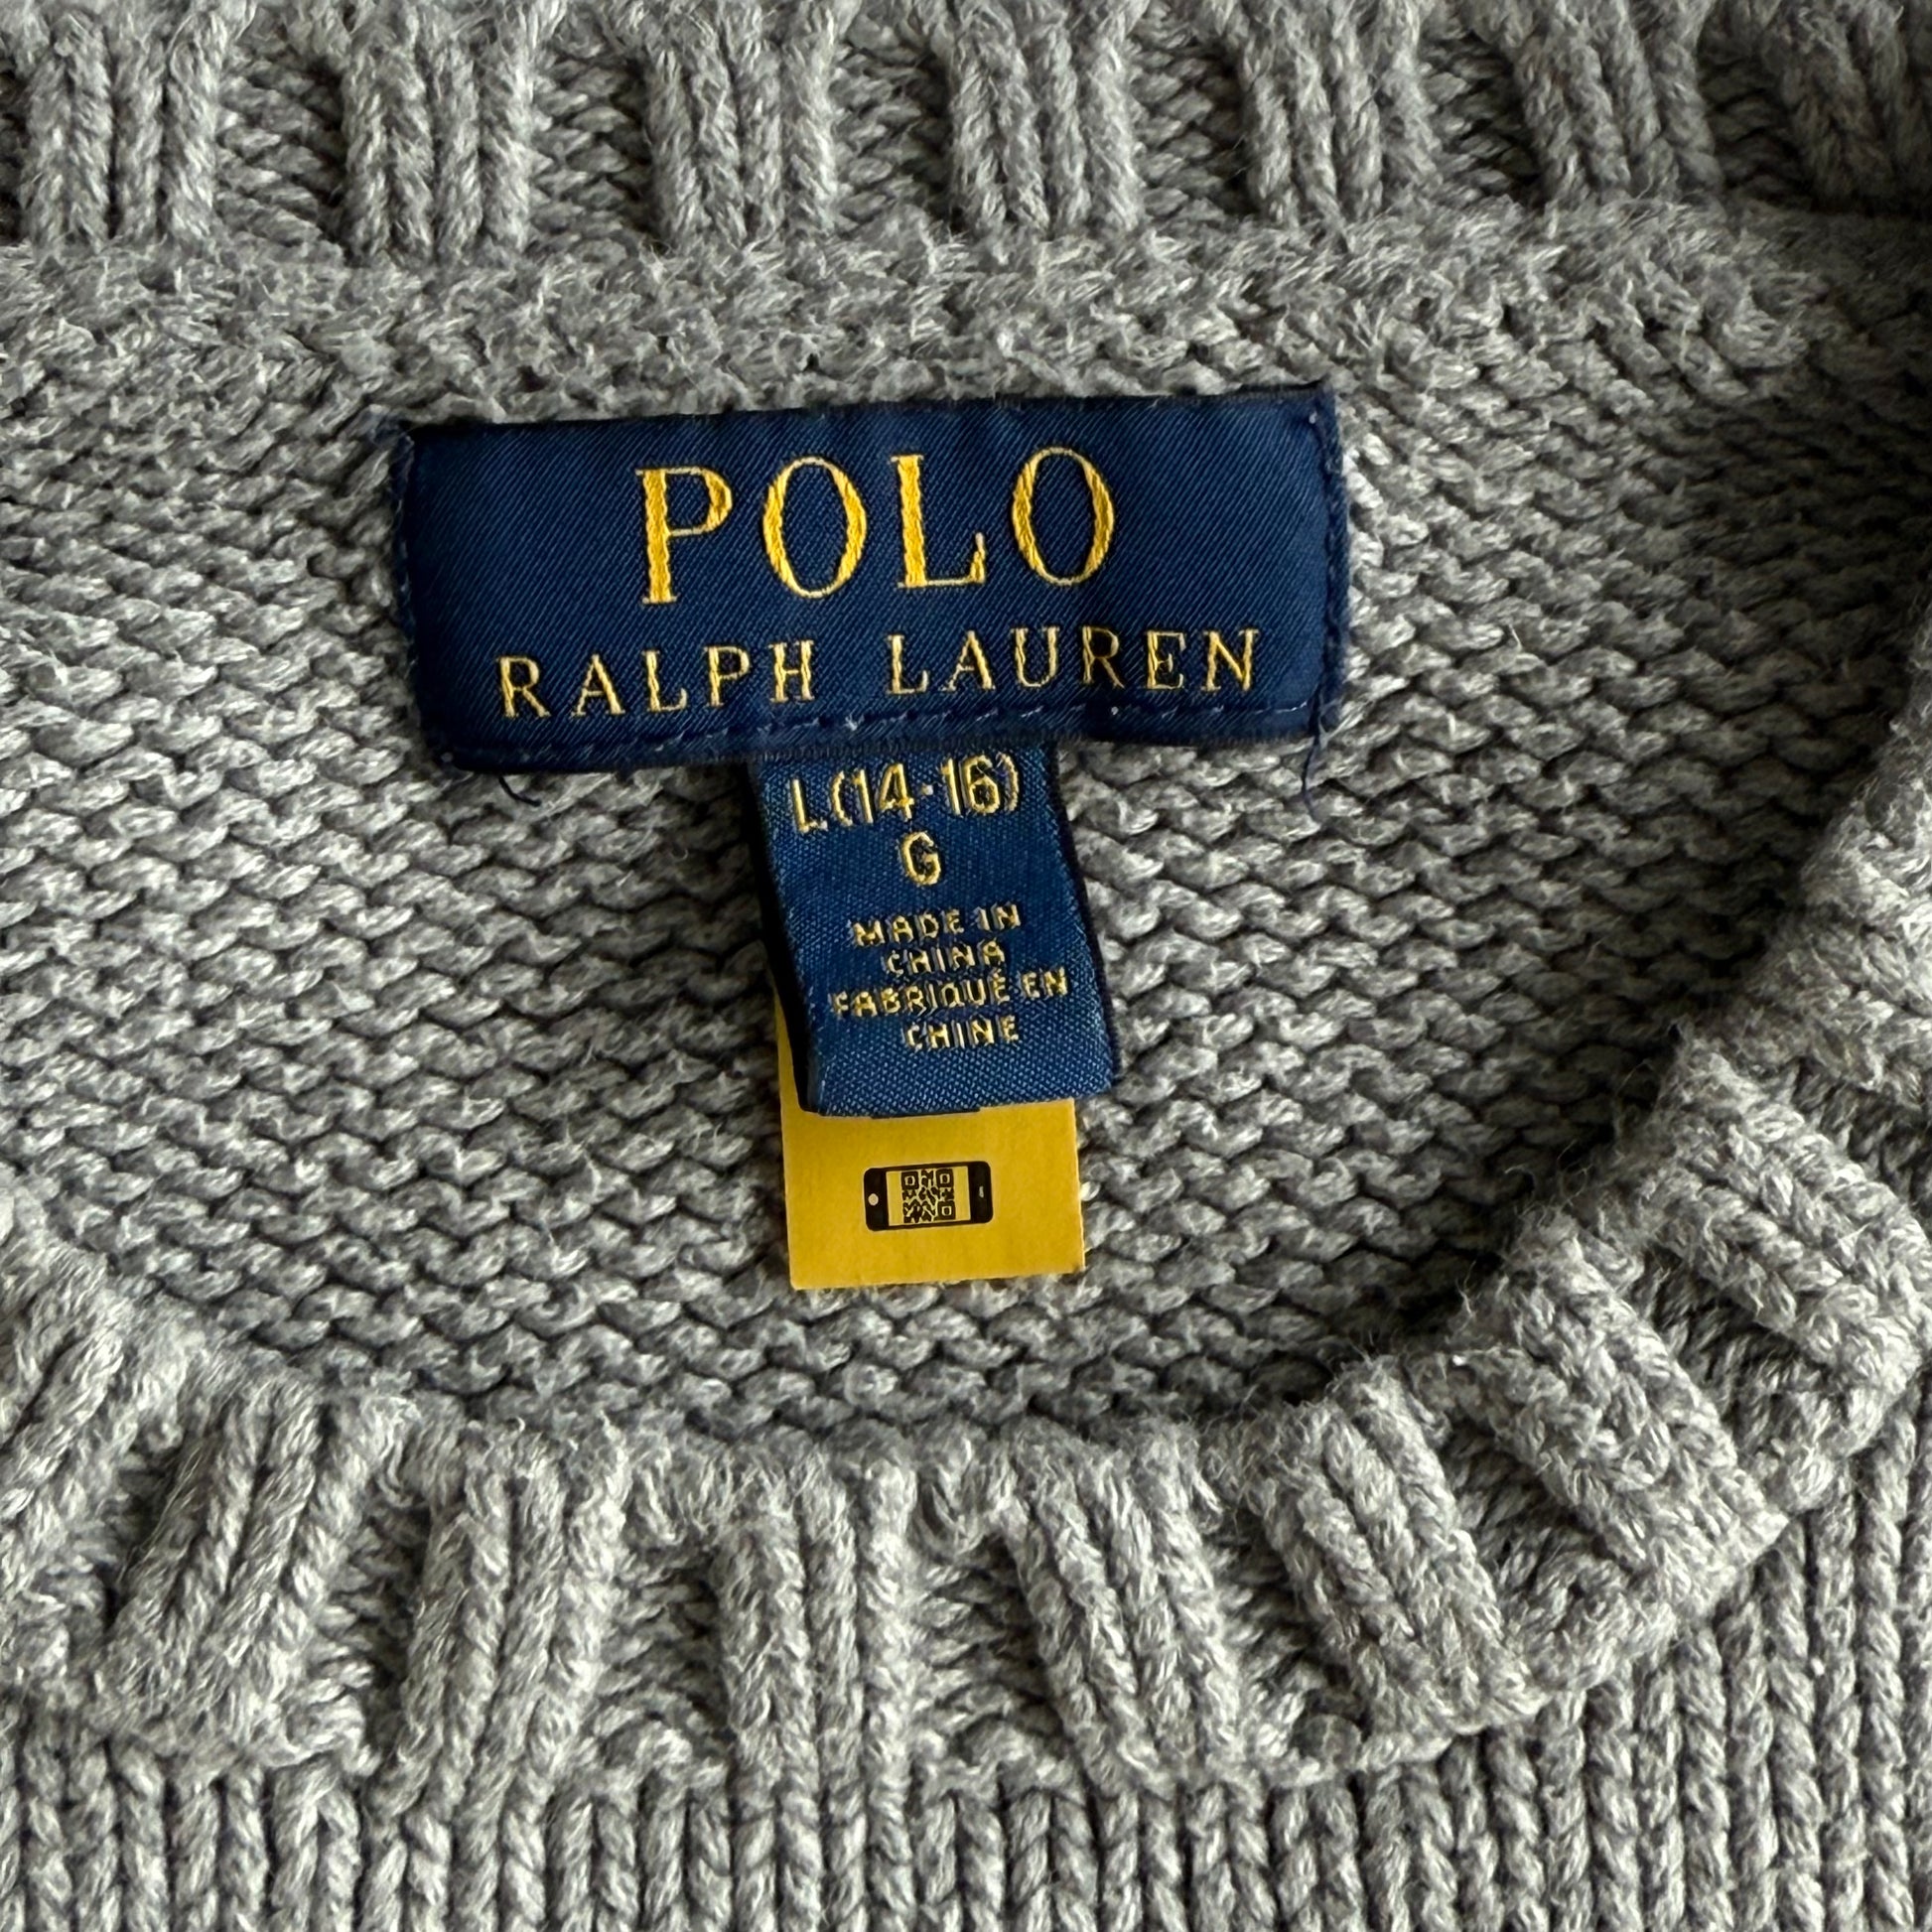 POLO
RALPH LAUREN
L(14-16)
G
MADE IN
CHINA
FABRIQUÉ EN
CHINE